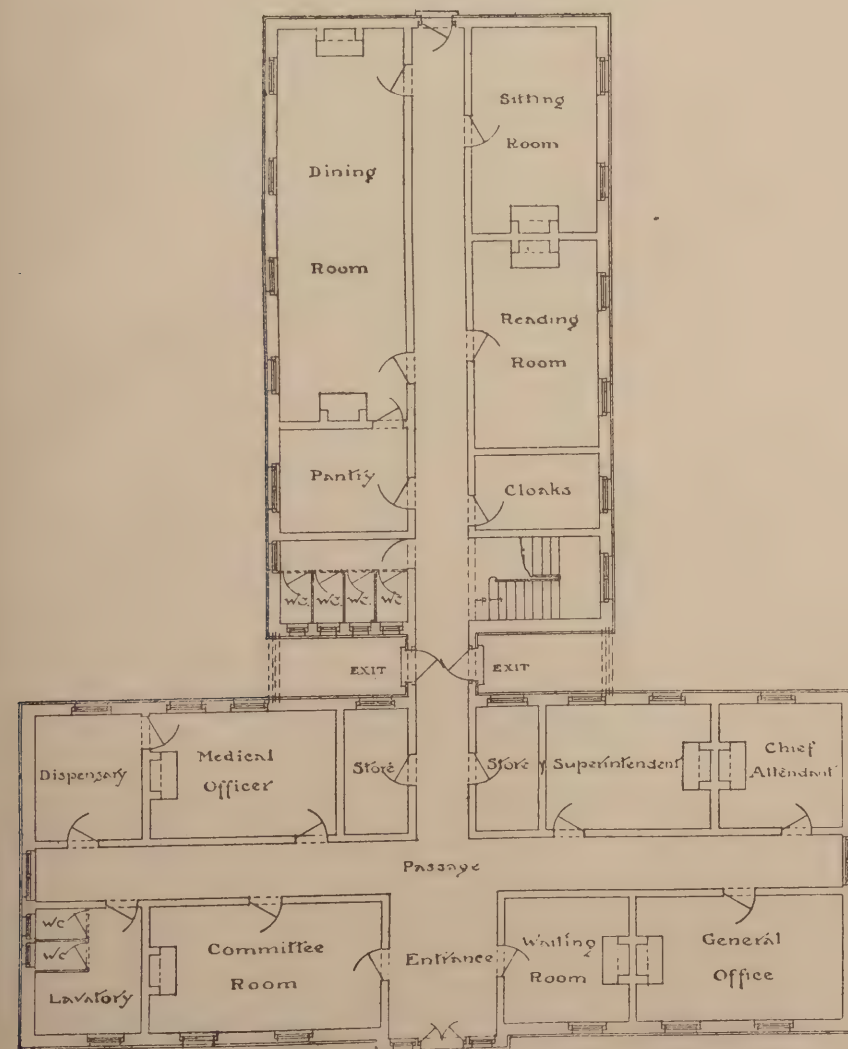 Sitting
Room
Dining
Room
Reading
Room
Pantry
Cloaks
WC
WC
WC
WC
EXIT
EXIT
Dispensary
Medical
Officer
Store
Store
Superintendent
Chief
Attendant
Passage
WC
WC
Lavatory
Committee
Room
Entrance
Waiting
Room
General
Office